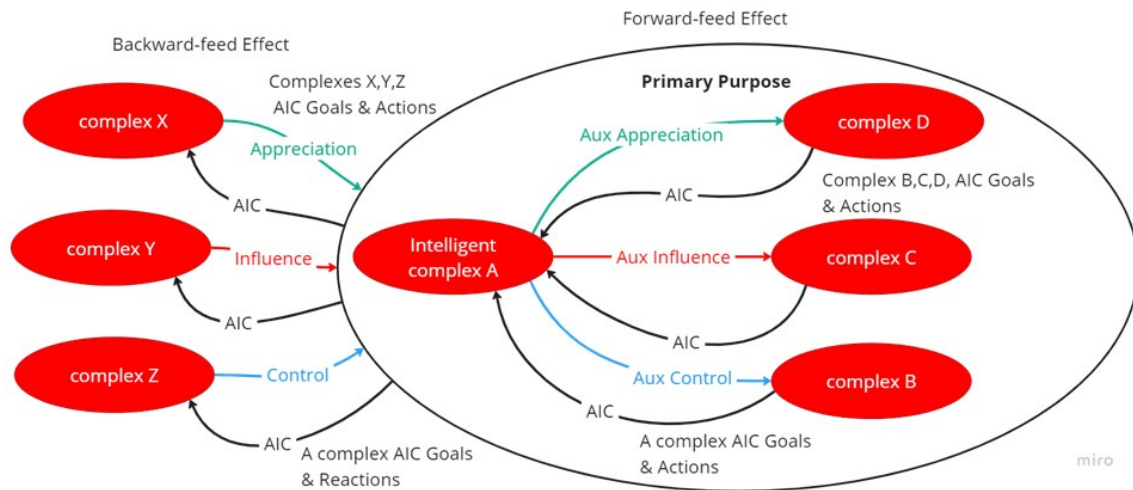 Forward-feed Effect
Backward-feed Effect
Complexes X,Y,Z
AIC Goals & Actions
Primary Purpose
complex X
Appreciation
Aux Appreciation
complex D
AIC
AIC
Complex B,C,D, AIC Goals
& Actions
complex Y
Influence
Intelligent
complex A
Aux Influence
complex C
AIC
AIC
complex Z
Control
Aux Control
complex B
AIC
AIC
A complex AIC Goals
& Reactions
A complex AIC Goals
& Actions
miro